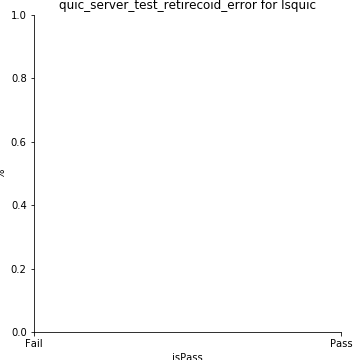 quic_server_test_retirecoid_error for lsquic
1.0
0.8
%
0.6
0.4
0.2
0.0
Fail
Pass
isPass